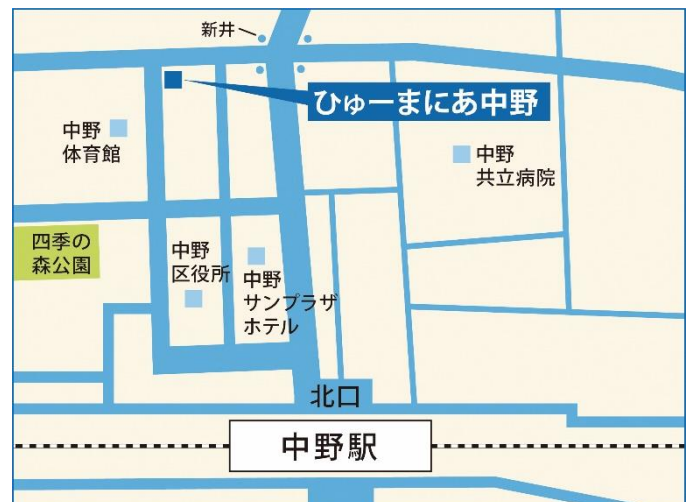 新井
ひゅーまにあ中野
中野
体育館
中野
共立病院
四季の
森公園
中野
区役所
中野
サンプラザ
ホテル
北口
中野駅